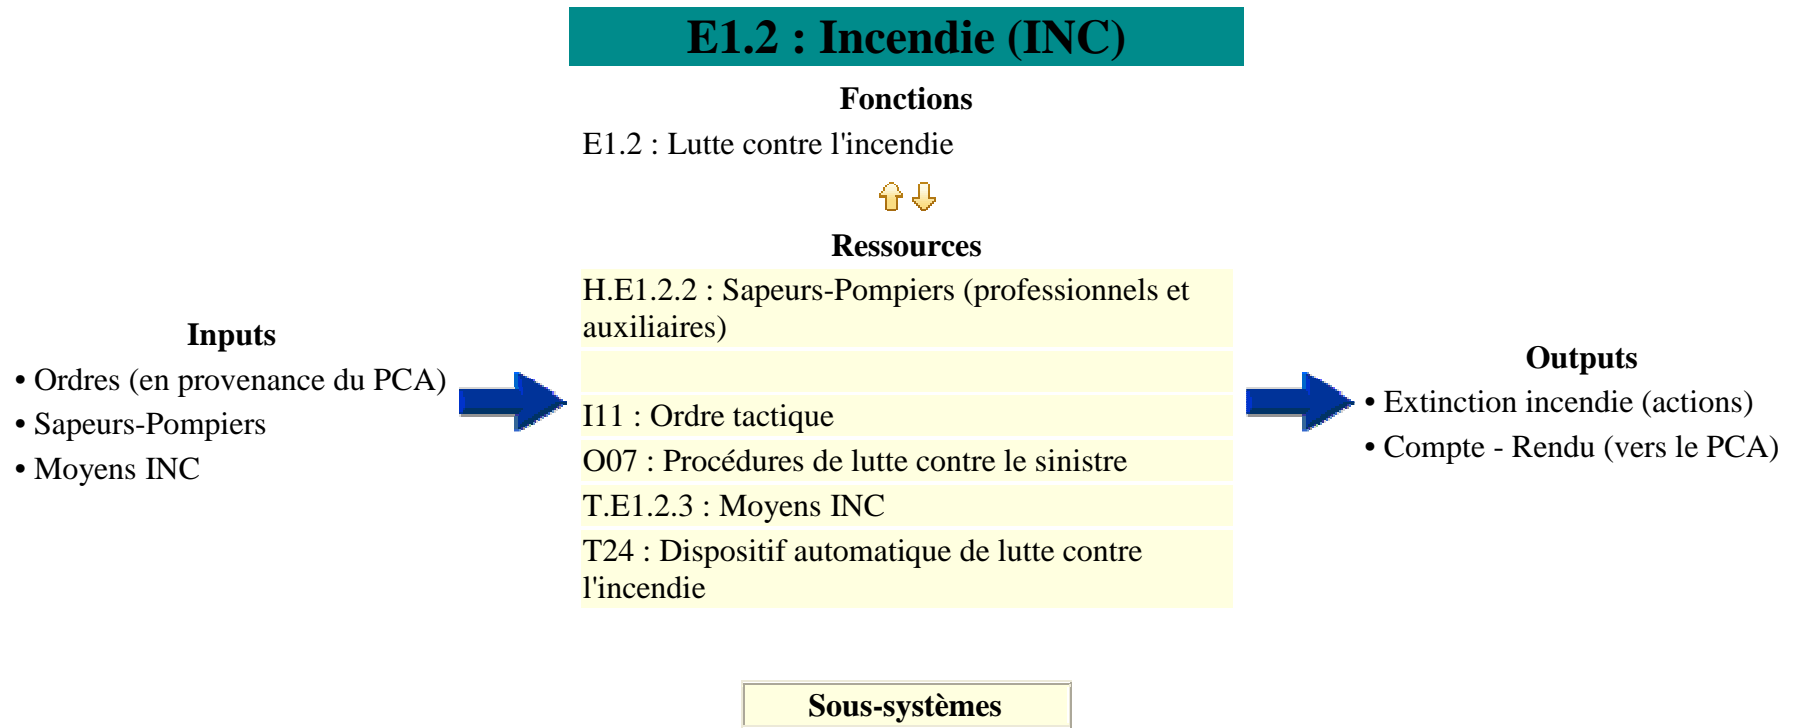 E1.2 : Incendie (INC)
Fonctions
E1.2 : Lutte contre l'incendie
Ressources
H.E1.2.2 : Sapeurs-Pompiers (professionnels et
auxiliaires)
I11 : Ordre tactique
O07 : Procédures de lutte contre le sinistre
T.E1.2.3 : Moyens INC
T24 : Dispositif automatique de lutte contre
l'incendie
Inputs
• Ordres (en provenance du PCA)
• Sapeurs-Pompiers
• Moyens INC
Outputs
• Extinction incendie (actions)
• Compte - Rendu (vers le PCA)
Sous-systèmes